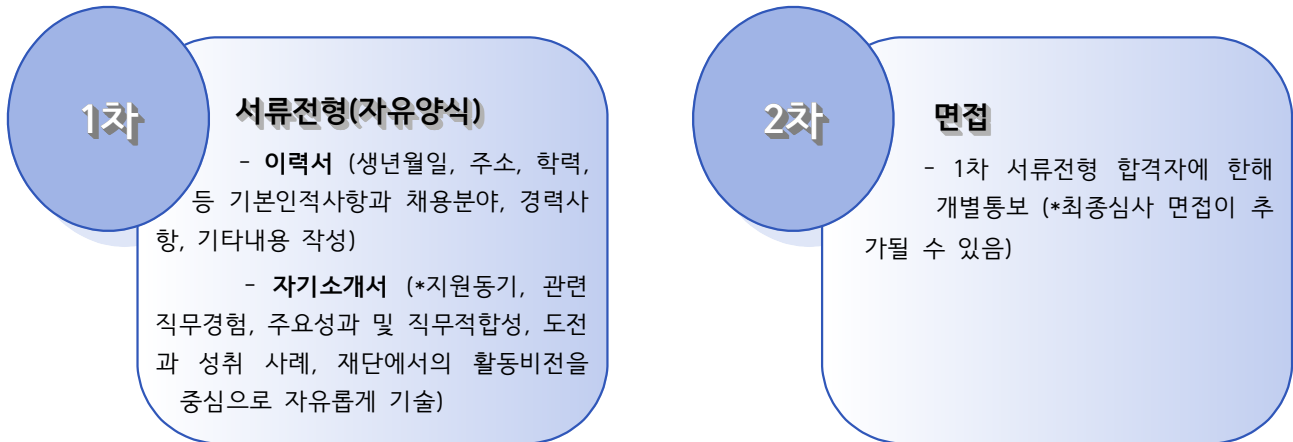 1차
서류전형(자유양식)
- 이력서 (생년월일, 주소, 학력,
등 기본인적사항과 채용분야, 경력사
항, 기타내용 작성)
- 자기소개서 (*지원동기, 관련
직무경험, 주요성과 및 직무적합성, 도전
과 성취 사례, 재단에서의 활동비전을
중심으로 자유롭게 기술)
2차
면접
- 1차 서류전형 합격자에 한해
개별통보 (*최종심사 면접이 추
가될 수 있음)